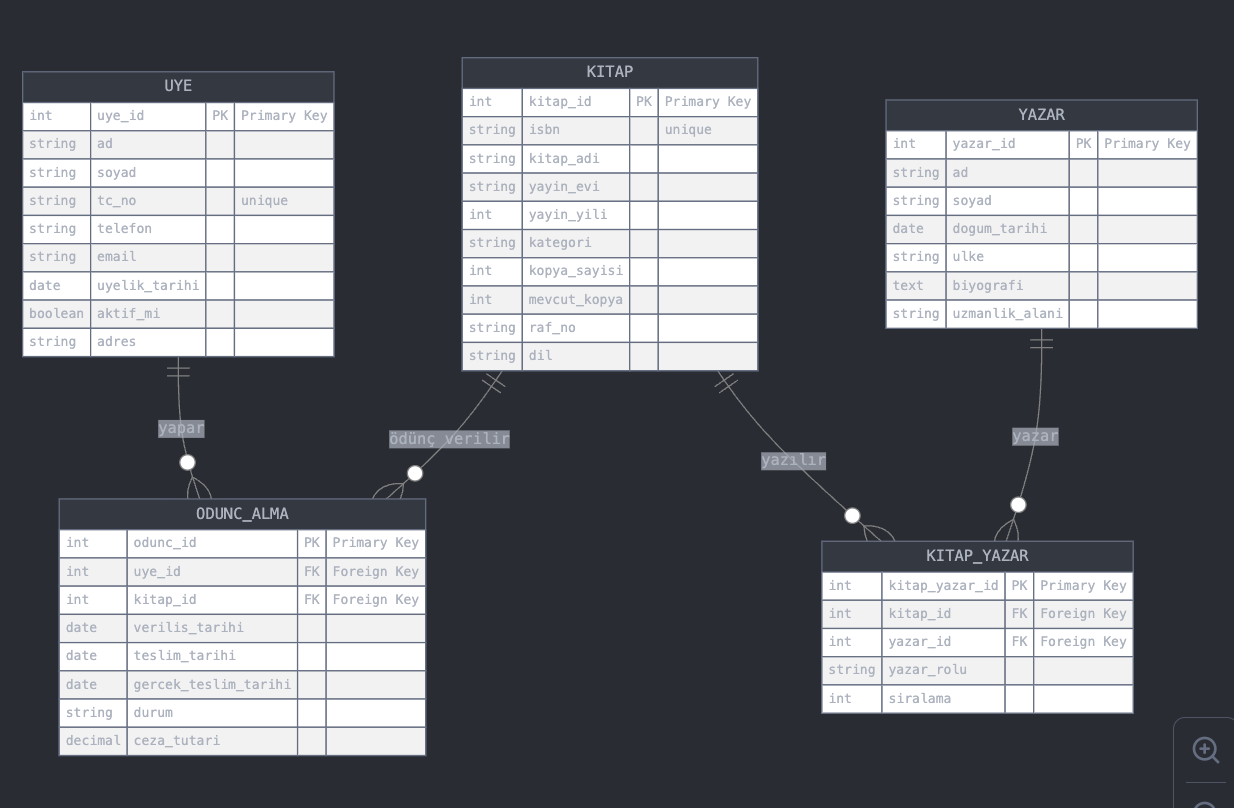 UYE
int uye_id PK Primary Key
string ad
string soyad
string tc_no unique
string telefon
string email
date uyelik_tarihi
boolean aktif_mi
string adres
KITAP
int kitap_id PK Primary Key
string isbn unique
string kitap_adi
string yayin_evi
int yayin_yili
string kategori
int kopya_sayisi
int mevcut_kopya
string raf_no
string dil
YAZAR
int yazar_id PK Primary Key
string ad
string soyad
date dogum_tarihi
string ulke
text biyografi
string uzmanlik_alani
yapar
ödünç verilir
yazılır
yazar
ODUNC_ALMA
int odunc_id PK Primary Key
int uye_id FK Foreign Key
int kitap_id FK Foreign Key
date verilis_tarihi
date teslim_tarihi
date gercek_teslim_tarihi
string durum
decimal ceza_tutari
KITAP_YAZAR
int kitap_yazar_id PK Primary Key
int kitap_id FK Foreign Key
int yazar_id FK Foreign Key
string yazar_rolu
int siralama